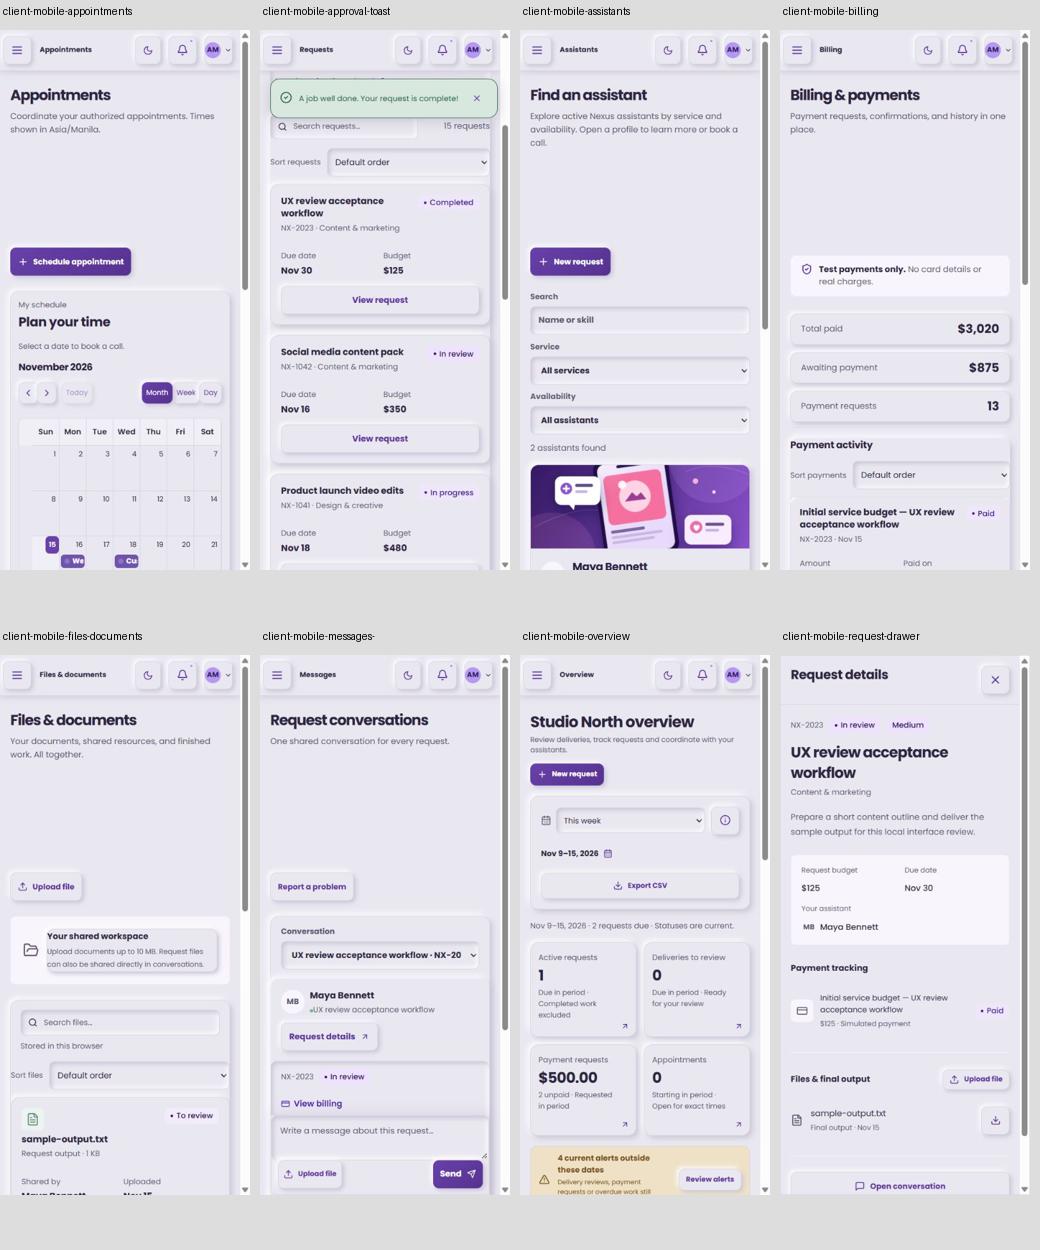 client-mobile-appointments
Appointments
AM
Appointments
Coordinate your authorized appointments. Times
shown in Asia/Manila.
Schedule appointment
My schedule
Plan your time
Select a date to book a call.
November 2026
Today
Month Week Day
Sun Mon Tue Wed Thu Fri Sat
1 2 3 4 5 6 7
8 9 10 11 12 13 14
15 16 17 18 19 20 21
We Cu
client-mobile-approval-toast
Requests
AM
A job well done. Your request is complete!
Search requests...
15 requests
Sort requests
Default order
UX review acceptance
workflow
• Completed
NX-2023 · Content & marketing
Due date Budget
Nov 30 $125
View request
Social media content pack
• In review
NX-1042 · Content & marketing
Due date Budget
Nov 16 $350
View request
Product launch video edits
• In progress
NX-1041 · Design & creative
Due date Budget
Nov 18 $480
client-mobile-assistants
Assistants
AM
Find an assistant
Explore active Nexus assistants by service and
availability. Open a profile to learn more or book a
call.
New request
Search
Name or skill
Service
All services
Availability
All assistants
2 assistants found
Maya Bennett
client-mobile-billing
Billing
AM
Billing & payments
Payment requests, confirmations, and history in one
place.
Test payments only. No card details or
real charges.
Total paid $3,020
Awaiting payment $875
Payment requests 13
Payment activity
Sort payments
Default order
Initial service budget — UX review
acceptance workflow
• Paid
NX-2023 · Nov 15
Amount Paid on
client-mobile-files-documents
Files & documents
AM
Files & documents
Your documents, shared resources, and finished
work. All together.
Upload file
Your shared workspace
Upload documents up to 10 MB. Request files
can also be shared directly in conversations.
Search files...
Stored in this browser
Sort files
Default order
• To review
sample-output.txt
Request output · 1 KB
Shared by Uploaded
Maya Bennett Nov 15
client-mobile-messages-
Messages
AM
Request conversations
One shared conversation for every request.
Report a problem
Conversation
UX review acceptance workflow · NX-20
MB
Maya Bennett
UX review acceptance workflow
Request details
NX-2023 • In review
View billing
Write a message about this request...
Upload file
Send
client-mobile-overview
Overview
AM
Studio North overview
Review deliveries, track requests and coordinate with your
assistants.
New request
This week
Nov 9–15, 2026
Export CSV
Nov 9–15, 2026 · 2 requests due · Statuses are current.
Active requests
1
Due in period ·
Completed work
excluded
Deliveries to review
0
Due in period · Ready
for your review
Payment requests
$500.00
2 unpaid · Requested
in period
Appointments
0
Starting in period ·
Open for exact times
4 current alerts outside
these dates
Delivery reviews, payment
requests or overdue work still
Review alerts
client-mobile-request-drawer
Request details
NX-2023 • In review Medium
UX review acceptance
workflow
Content & marketing
Prepare a short content outline and deliver the
sample output for this local interface review.
Request budget Due date
$125 Nov 30
Your assistant
MB Maya Bennett
Payment tracking
Initial service budget — UX review
acceptance workflow
• Paid
$125 · Simulated payment
Files & final output
Upload file
sample-output.txt
Final output · Nov 15
Open conversation